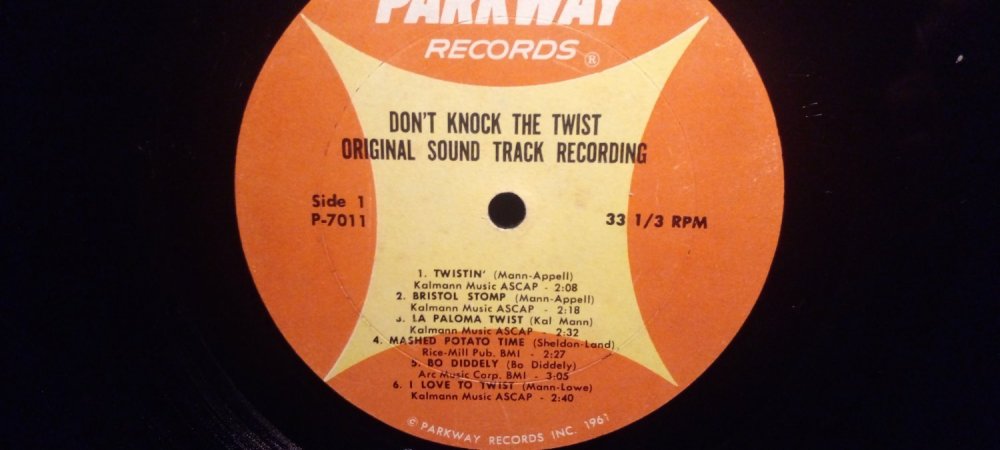 PARKWAY
RECORDS ®
DON'T KNOCK THE TWIST
ORIGINAL SOUND TRACK RECORDING
Side 1
P-7011
33 1/3 RPM
1. TWISTIN' (Mann-Appell)
Kalmann Music ASCAP - 2:08
2. BRISTOL STOMP (Mann-Appell)
Kalmann Music ASCAP - 2:18
3. LA PALOMA TWIST (Kal Mann)
Kalmann Music ASCAP - 2:32
4. MASHED POTATO TIME (Sheldon-Land)
Rice-Mill Pub. BMI - 2:27
5. BO DIDDELY (Bo Diddely)
Arc Music Corp. BMI - 3:05
6. I LOVE TO TWIST (Mann-Lowe)
Kalmann Music ASCAP - 2:40
© PARKWAY RECORDS INC. 1961